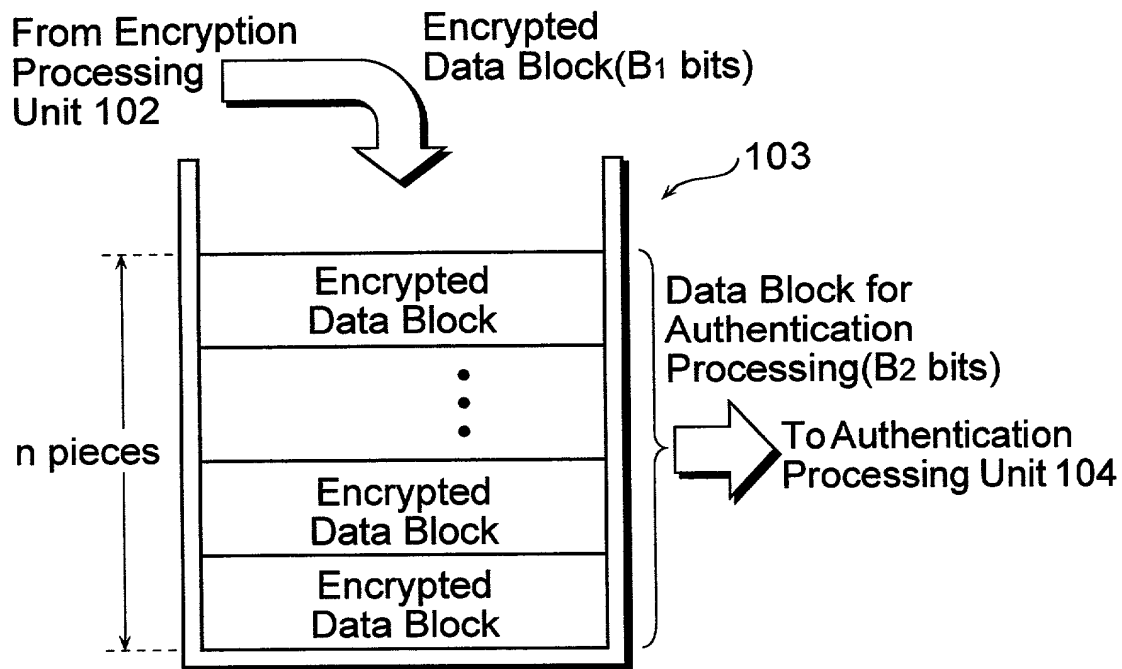 From Encryption
Processing
Unit 102
Encrypted
Data Block(B1 bits)
103
Encrypted
Data Block
Data Block for
Authentication
Processing(B2 bits)
n pieces
To Authentication
Processing Unit 104
Encrypted
Data Block
Encrypted
Data Block